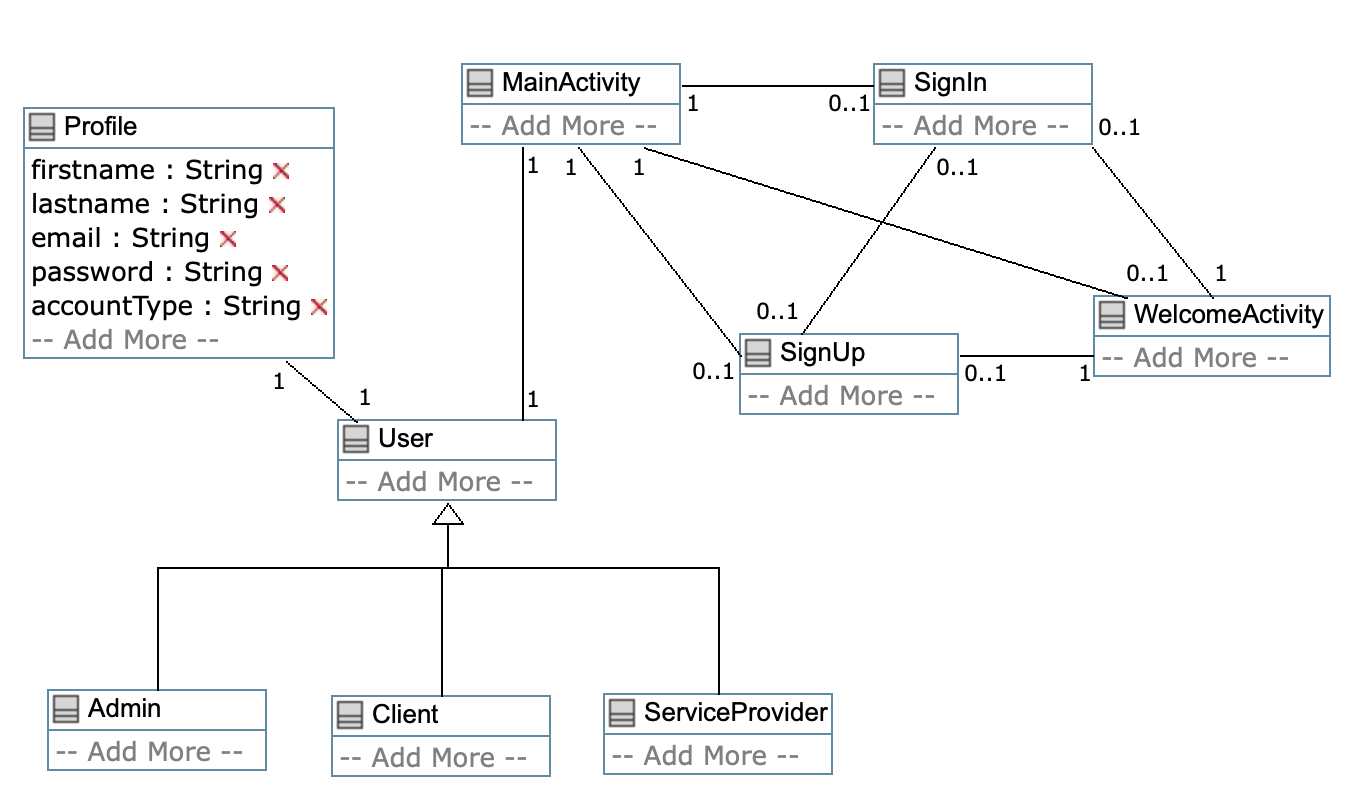 MainActivity
-- Add More --
1
0..1
SignIn
-- Add More --
0..1
Profile
firstname : String
lastname : String
email : String
password : String
accountType : String
-- Add More --
1
1
1
0..1
0..1
1
0..1
WelcomeActivity
-- Add More --
SignUp
-- Add More --
0..1
0..1
1
1
1
1
User
-- Add More --
Admin
-- Add More --
Client
-- Add More --
ServiceProvider
-- Add More --